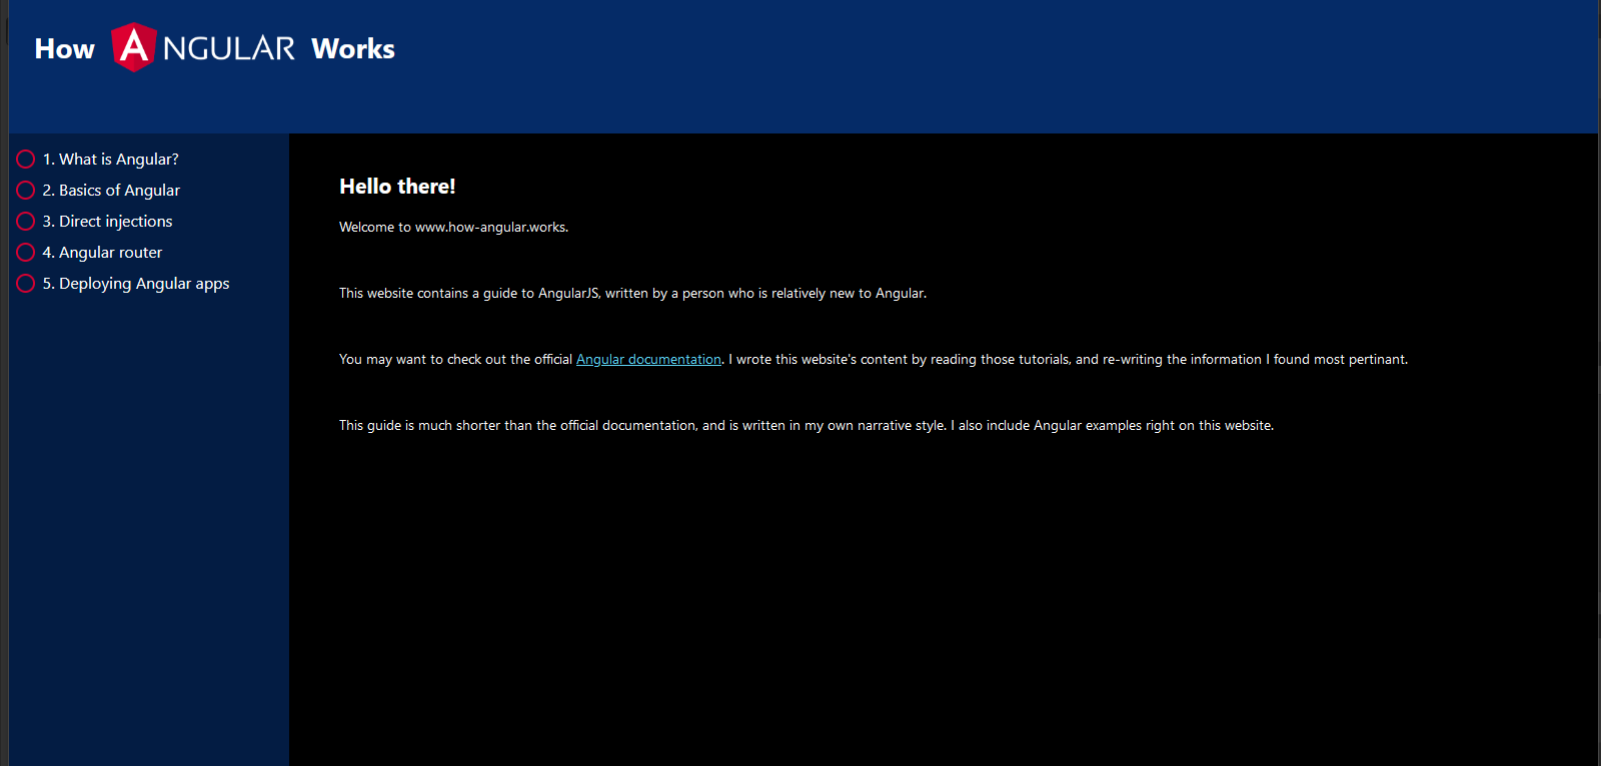 How ANGULAR Works
1. What is Angular?
2. Basics of Angular
3. Direct injections
4. Angular router
5. Deploying Angular apps
Hello there!
Welcome to www.how-angular.works.
This website contains a guide to AngularJS, written by a person who is relatively new to Angular.
You may want to check out the official Angular documentation. I wrote this website's content by reading those tutorials, and re-writing the information I found most pertinant.
This guide is much shorter than the official documentation, and is written in my own narrative style. I also include Angular examples right on this website.